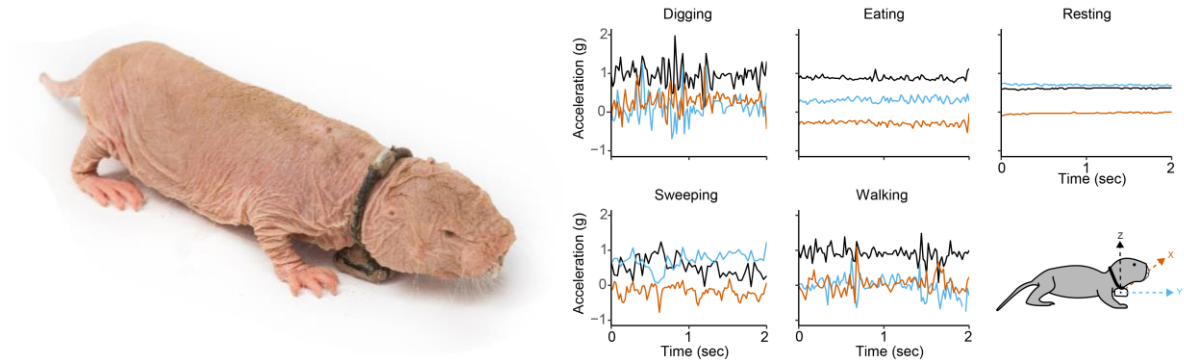 Digging
Eating
Resting
Acceleration (g)
2
1
0
−1
0
1
2
Time (sec)
Sweeping
Walking
Acceleration (g)
2
1
0
−1
0
1
2
Time (sec)
0
1
2
Time (sec)
Z
X
Y